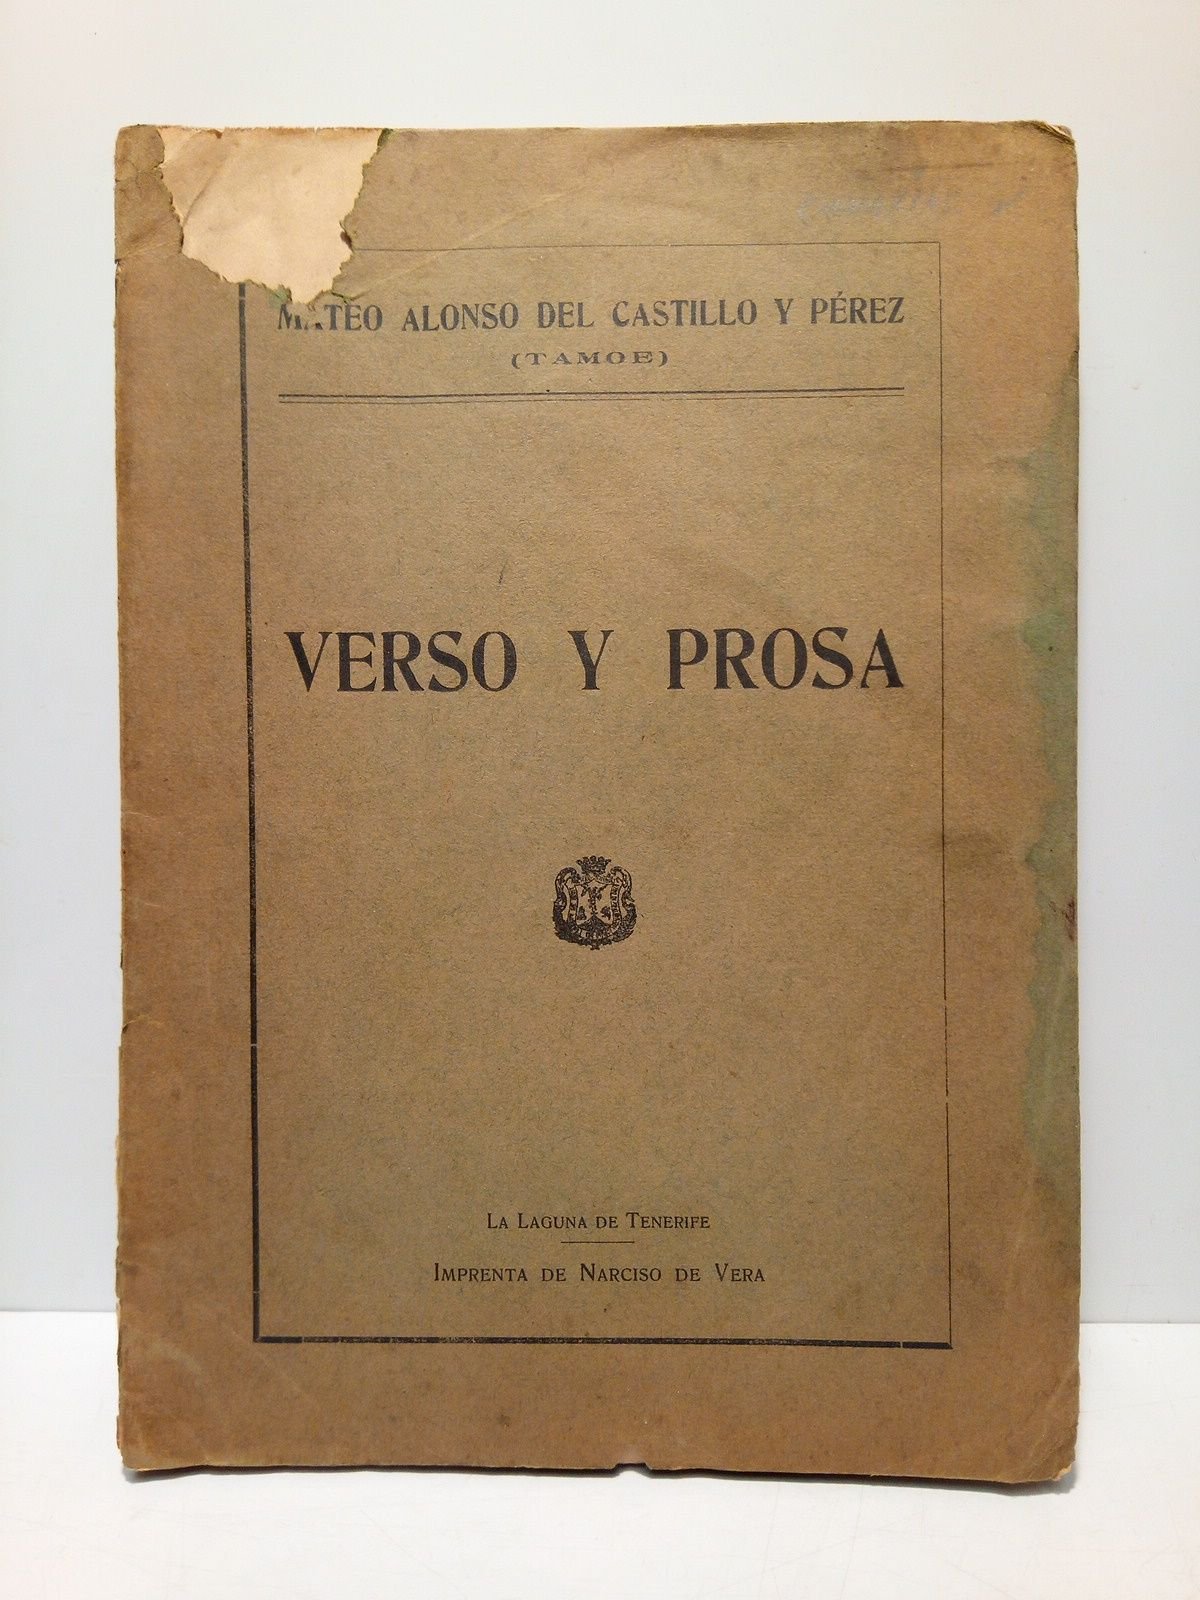 MATEO ALONSO DEL CASTILLO Y PÉREZ
(TAMOE)
VERSO Y PROSA
LA LAGUNA DE TENERIFE
IMPRENTA DE NARCISO DE VERA